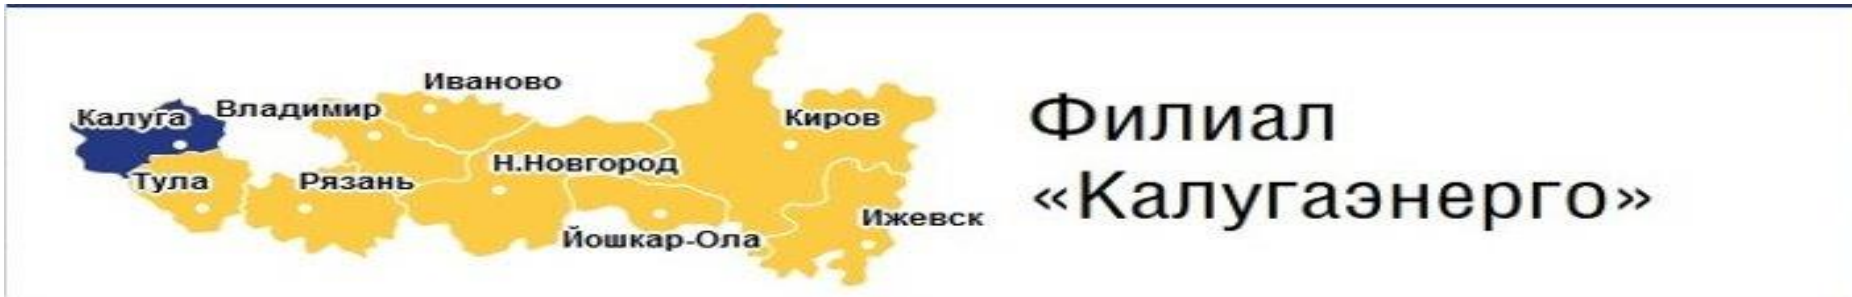 Иваново
Калуга
Владимир
Киров
Н.Новгород
Тула
Рязань
Ижевск
Йошкар-Ола
Филиал
«Калугаэнерго»